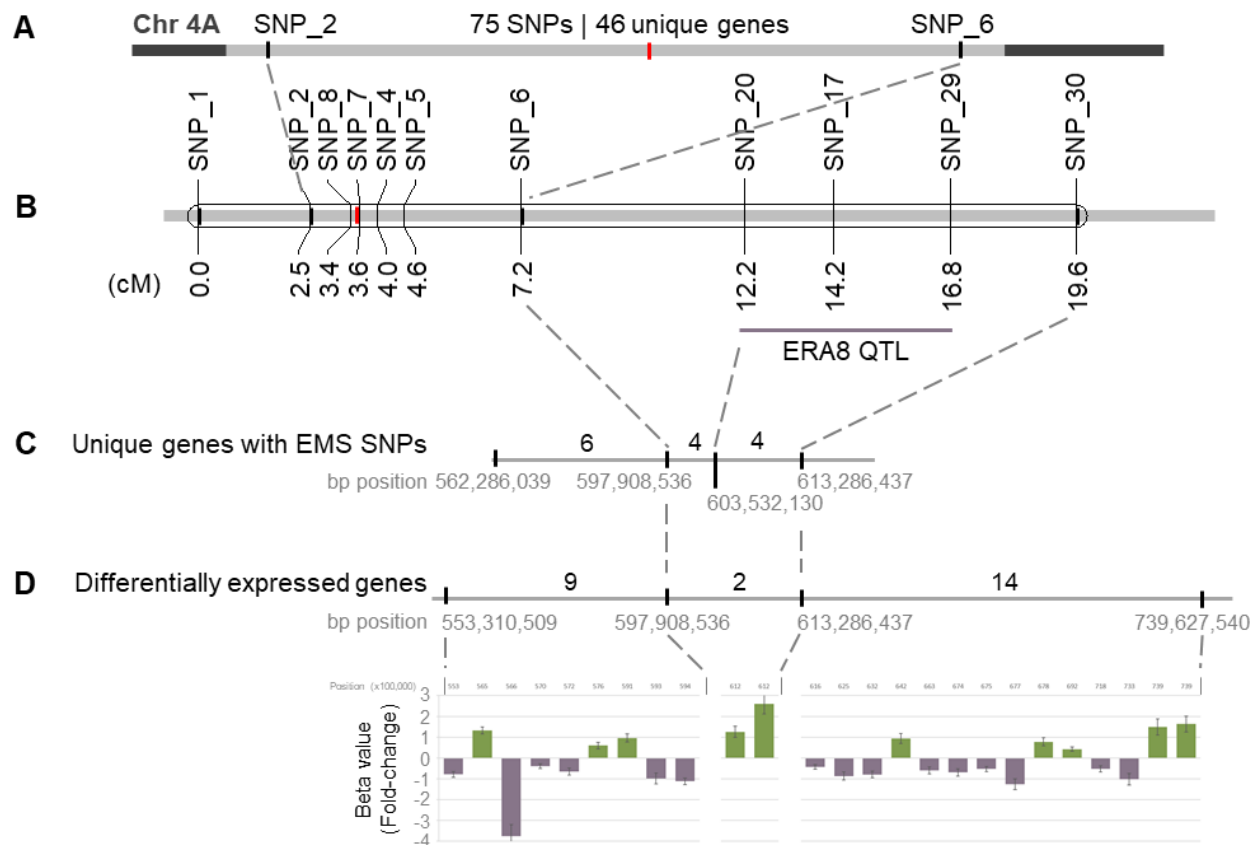 A
Chr 4A SNP_2 75 SNPs | 46 unique genes SNP_6
SNP_1 SNP_2 SNP_8 SNP_7 SNP_4 SNP_5 SNP_6 SNP_20 SNP_17 SNP_29 SNP_30
B
(cM) 0.0 2.5 3.4 3.6 4.0 4.6 7.2 12.2 14.2 16.8 19.6
ERA8 QTL
C Unique genes with EMS SNPs 6 4 4
bp position 562,286,039 597,908,536 613,286,437
603,532,130
D Differentially expressed genes 9 2 14
bp position 553,310,509 597,908,536 613,286,437 739,627,540
Position (x100,000) 553 565 566 570 572 576 591 593 594 612 612 616 625 632 642 663 674 675 677 678 692 718 733 739 739
Beta value
(Fold-change)
3
2
1
0
-1
-2
-3
-4